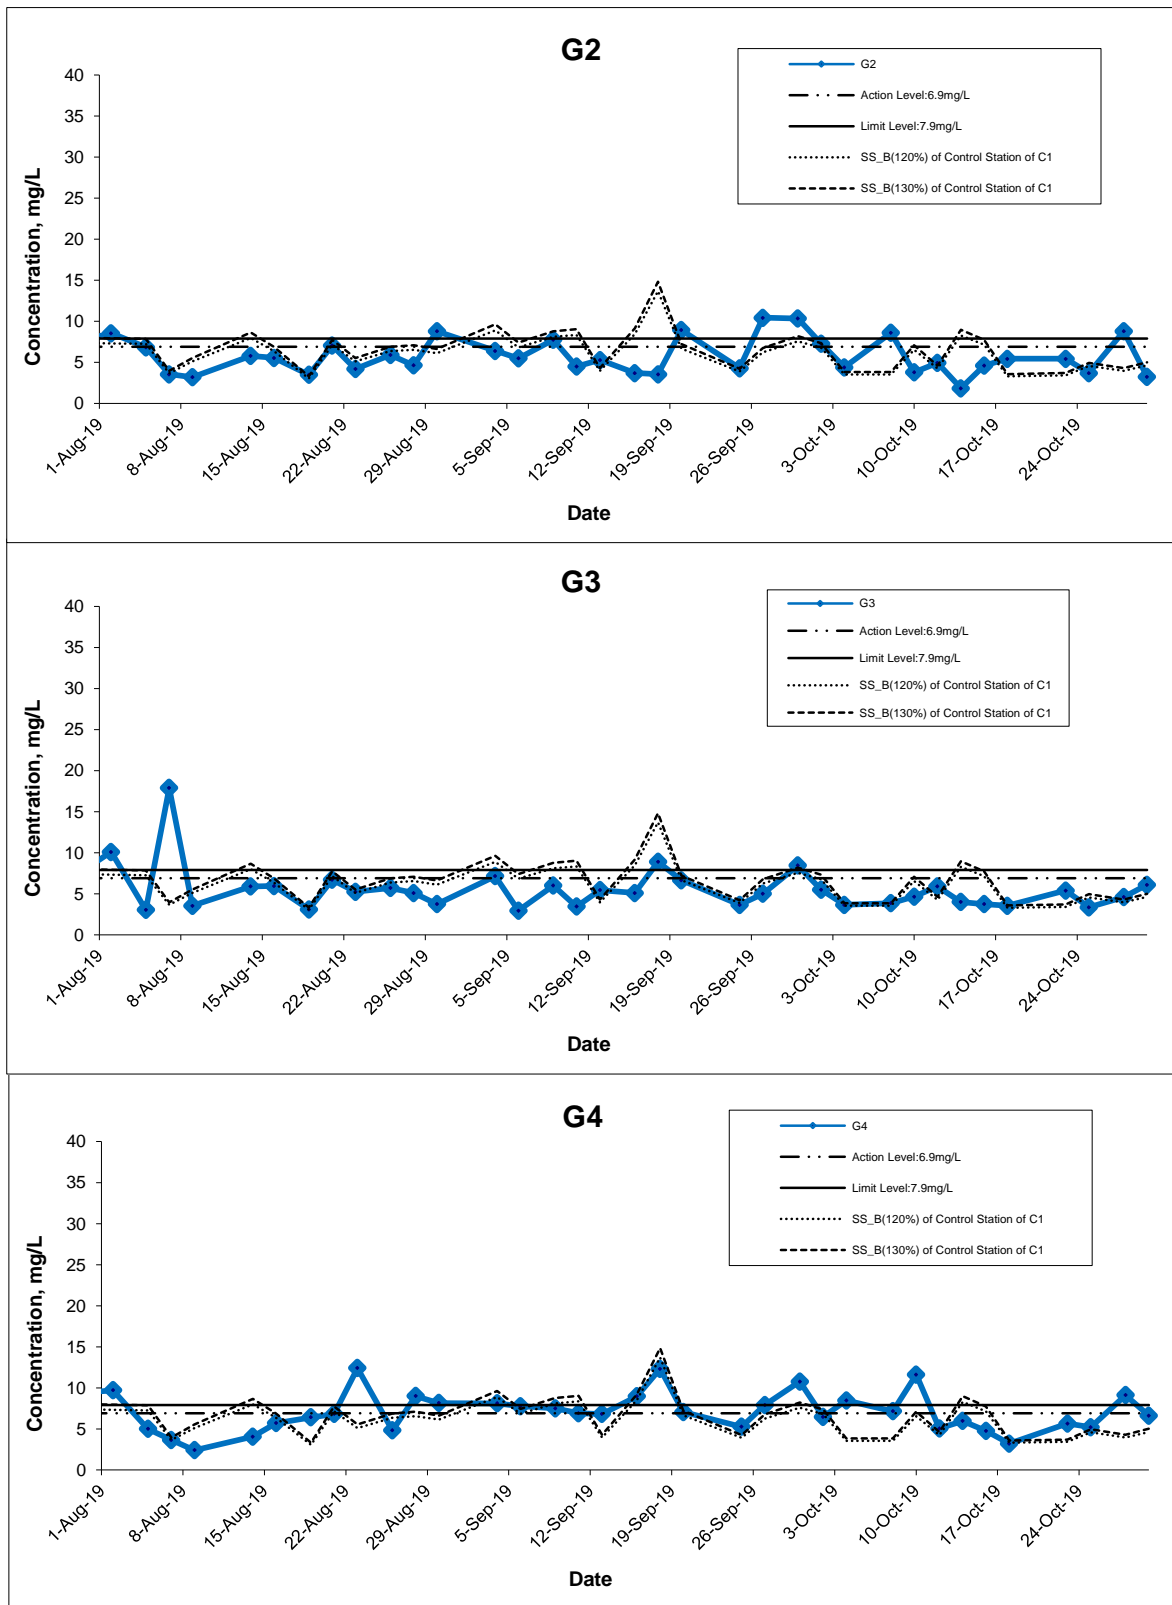 G2
G2
Action Level:6.9mg/L
Limit Level:7.9mg/L
SS_B(120%) of Control Station of C1
SS_B(130%) of Control Station of C1
Concentration, mg/L
40
35
30
25
20
15
10
5
0
1-Aug-19
8-Aug-19
15-Aug-19
22-Aug-19
29-Aug-19
5-Sep-19
12-Sep-19
19-Sep-19
26-Sep-19
3-Oct-19
10-Oct-19
17-Oct-19
24-Oct-19
Date
G3
G3
Action Level:6.9mg/L
Limit Level:7.9mg/L
SS_B(120%) of Control Station of C1
SS_B(130%) of Control Station of C1
Concentration, mg/L
40
35
30
25
20
15
10
5
0
1-Aug-19
8-Aug-19
15-Aug-19
22-Aug-19
29-Aug-19
5-Sep-19
12-Sep-19
19-Sep-19
26-Sep-19
3-Oct-19
10-Oct-19
17-Oct-19
24-Oct-19
Date
G4
G4
Action Level:6.9mg/L
Limit Level:7.9mg/L
SS_B(120%) of Control Station of C1
SS_B(130%) of Control Station of C1
Concentration, mg/L
40
35
30
25
20
15
10
5
0
1-Aug-19
8-Aug-19
15-Aug-19
22-Aug-19
29-Aug-19
5-Sep-19
12-Sep-19
19-Sep-19
26-Sep-19
3-Oct-19
10-Oct-19
17-Oct-19
24-Oct-19
Date